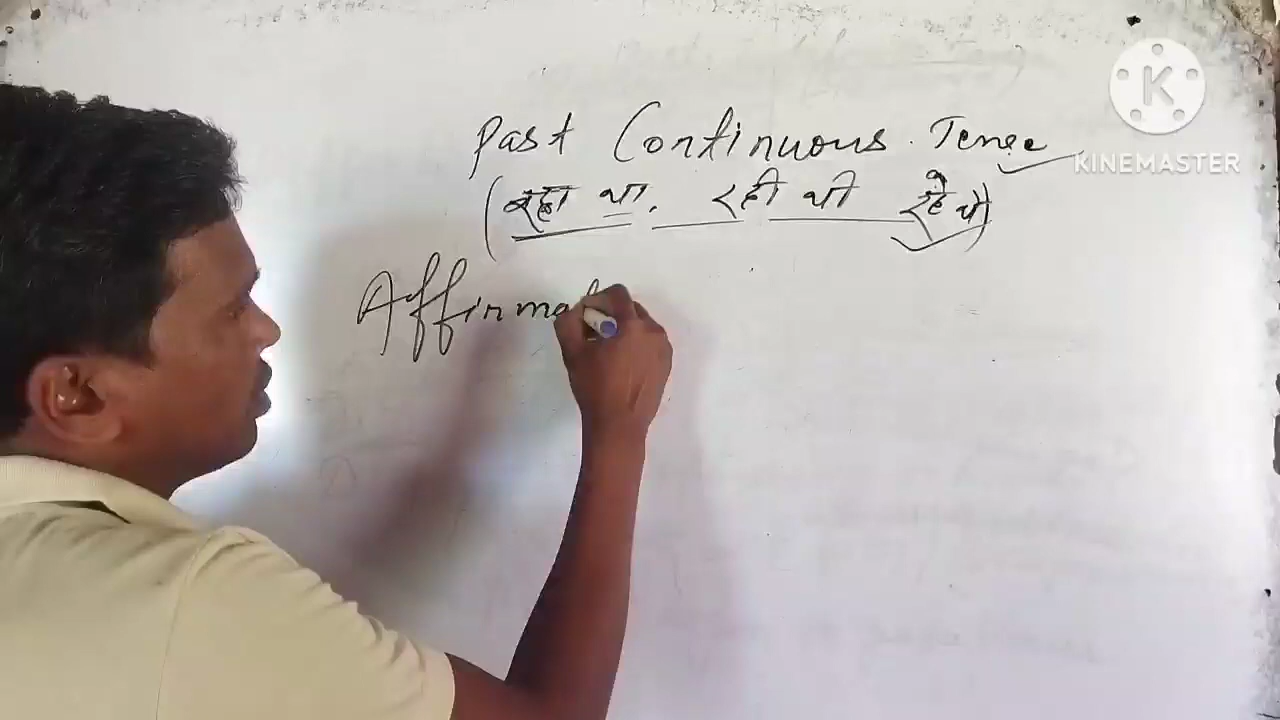 Past Continuous Tense
(रहा था, रही थी रहे थे)
Affirmat
K
KINEMASTER